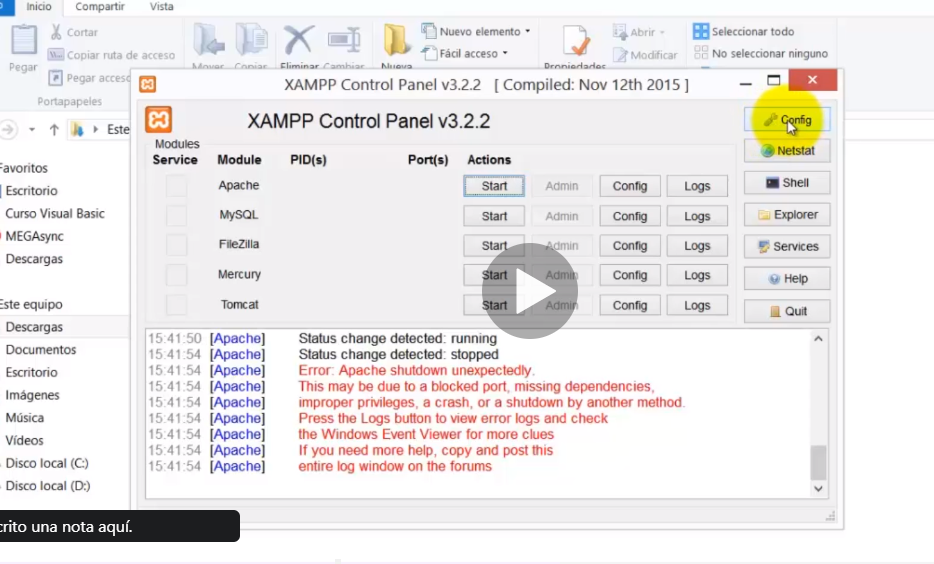 Inicio Compartir Vista
Pegar
Cortar
Copiar ruta de acceso
Pegar acceso
Portapapeles
Mover Copiar Eliminar Cambiar Nueva
Nuevo elemento
Fácil acceso
Propiedades
Abrir
Modificar
Seleccionar todo
No seleccionar ninguno
Este
Favoritos
Escritorio
Curso Visual Basic
MEGAsync
Descargas
Este equipo
Descargas
Documentos
Escritorio
Imágenes
Música
Vídeos
Disco local (C:)
Disco local (D:)
XAMPP Control Panel v3.2.2 [ Compiled: Nov 12th 2015 ]
XAMPP Control Panel v3.2.2
Modules
Service Module PID(s) Port(s) Actions
Apache Start Admin Config Logs
MySQL Start Admin Config Logs
FileZilla Start Admin Config Logs
Mercury Start Admin Config Logs
Tomcat Start Admin Config Logs
Config
Netstat
Shell
Explorer
Services
Help
Quit
15:41:50 [Apache] Status change detected: running
15:41:54 [Apache] Status change detected: stopped
15:41:54 [Apache] Error: Apache shutdown unexpectedly.
15:41:54 [Apache] This may be due to a blocked port, missing dependencies,
15:41:54 [Apache] improper privileges, a crash, or a shutdown by another method.
15:41:54 [Apache] Press the Logs button to view error logs and check
15:41:54 [Apache] the Windows Event Viewer for more clues
15:41:54 [Apache] If you need more help, copy and post this
15:41:54 [Apache] entire log window on the forums
crito una nota aquí.